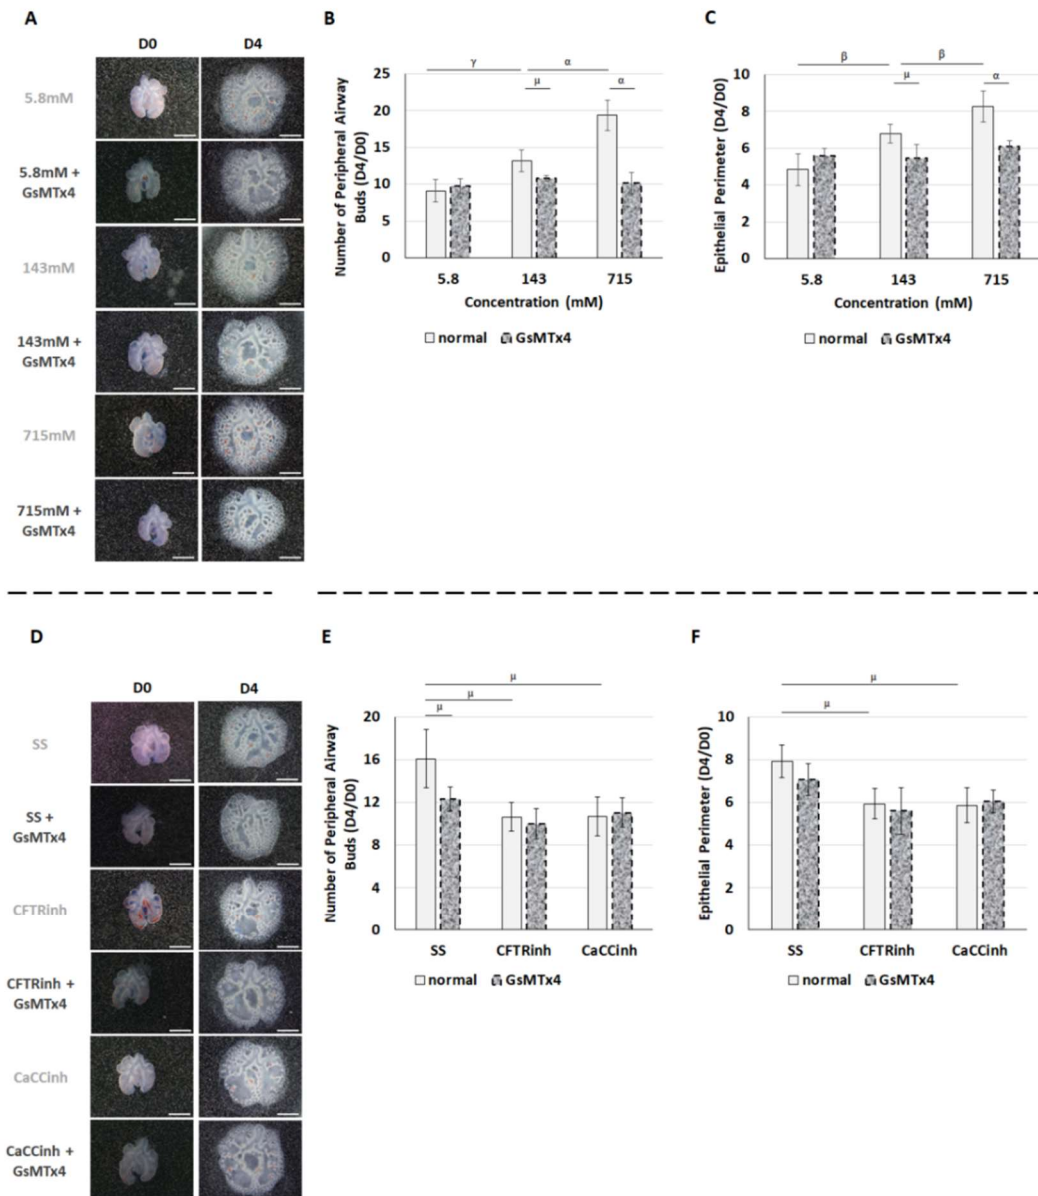 A
D0
D4
5.8mM
5.8mM +
GsMTx4
143mM
143mM +
GsMTx4
715mM
715mM +
GsMTx4
B
γ
α
μ
α
Number of Peripheral Airway
Buds (D4/D0)
25
20
15
10
5
0
5.8
143
715
Concentration (mM)
normal
GsMTx4
C
β
β
μ
α
Epithelial Perimeter (D4/D0)
10
8
6
4
2
0
5.8
143
715
Concentration (mM)
normal
GsMTx4
D
D0
D4
SS
SS +
GsMTx4
CFTRinh
CFTRinh +
GsMTx4
CaCCinh
CaCCinh +
GsMTx4
E
μ
μ
μ
Number of Peripheral Airway
Buds (D4/D0)
20
16
12
8
4
0
SS
CFTRinh
CaCCinh
normal
GsMTx4
F
μ
μ
Epithelial Perimeter (D4/D0)
10
8
6
4
2
0
SS
CFTRinh
CaCCinh
normal
GsMTx4